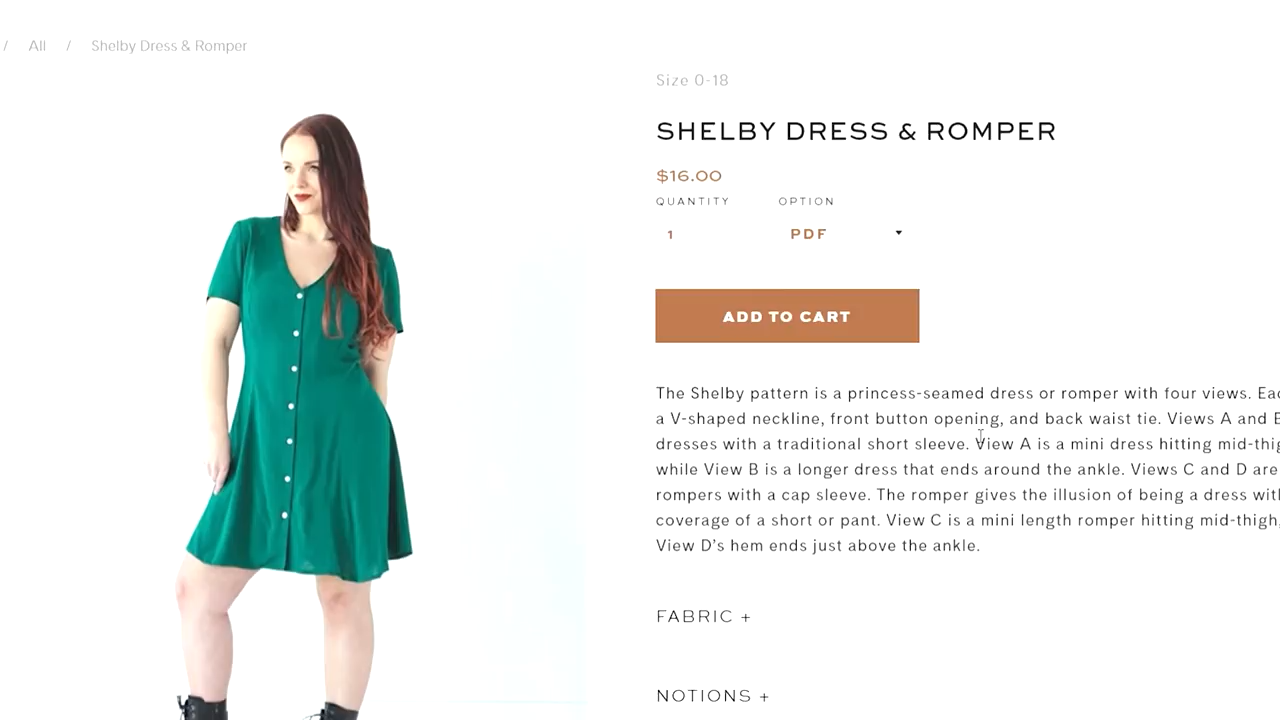 / All / Shelby Dress & Romper
Size 0-18
SHELBY DRESS & ROMPER
$16.00
QUANTITY OPTION
1 PDF
ADD TO CART
The Shelby pattern is a princess-seamed dress or romper with four views.
a V-shaped neckline, front button opening, and back waist tie. Views A and
dresses with a traditional short sleeve. View A is a mini dress hitting
while View B is a longer dress that ends around the ankle. Views C and D are
rompers with a cap sleeve. The romper gives the illusion of being a dress
coverage of a short or pant. View C is a mini length romper hitting mid-thigh,
View D's hem ends just above the ankle.
FABRIC +
NOTIONS +